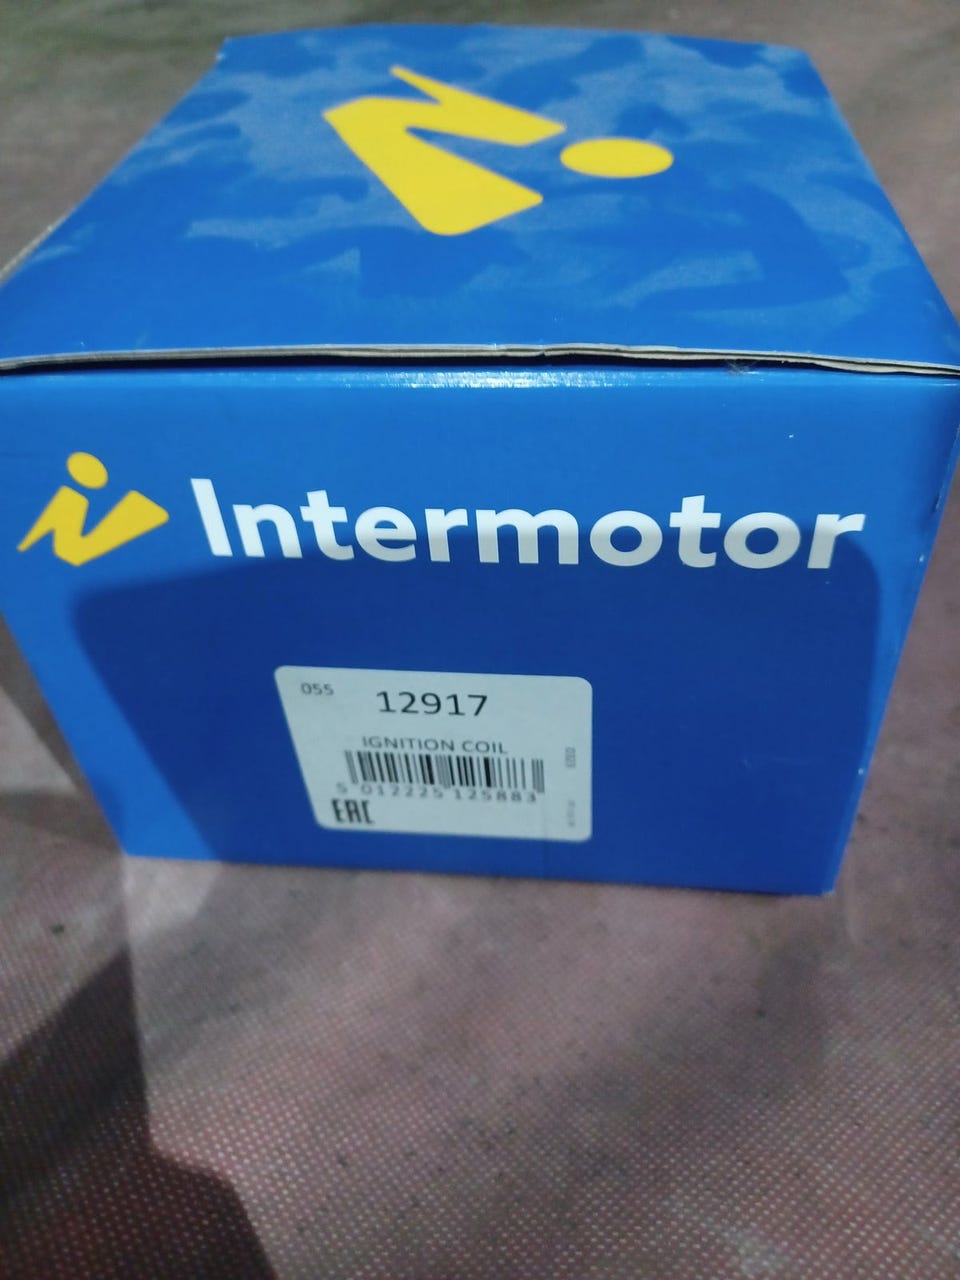 Intermotor
055
12917
IGNITION COIL
5 012225 125883
EAC